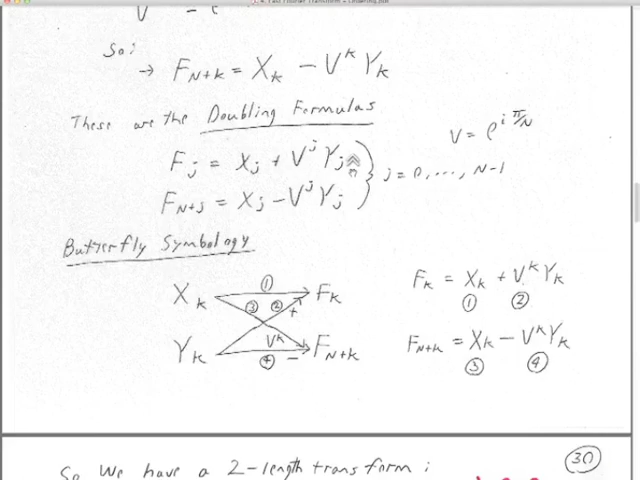 So:
→ F_{N+k} = X_k − V^k Y_k
These are the Doubling Formulas
V = e^{i π/N}
F_j = X_j + V^j Y_j
F_{N+j} = X_j − V^j Y_j } j = 0, ..., N-1
Butterfly Symbology
X_k ① F_k
③ ② +
Y_k V^k ④ − F_{N+k}
F_k = X_k + V^k Y_k
① ②
F_{N+k} = X_k − V^k Y_k
③ ④
30
So we have a 2-length transform :